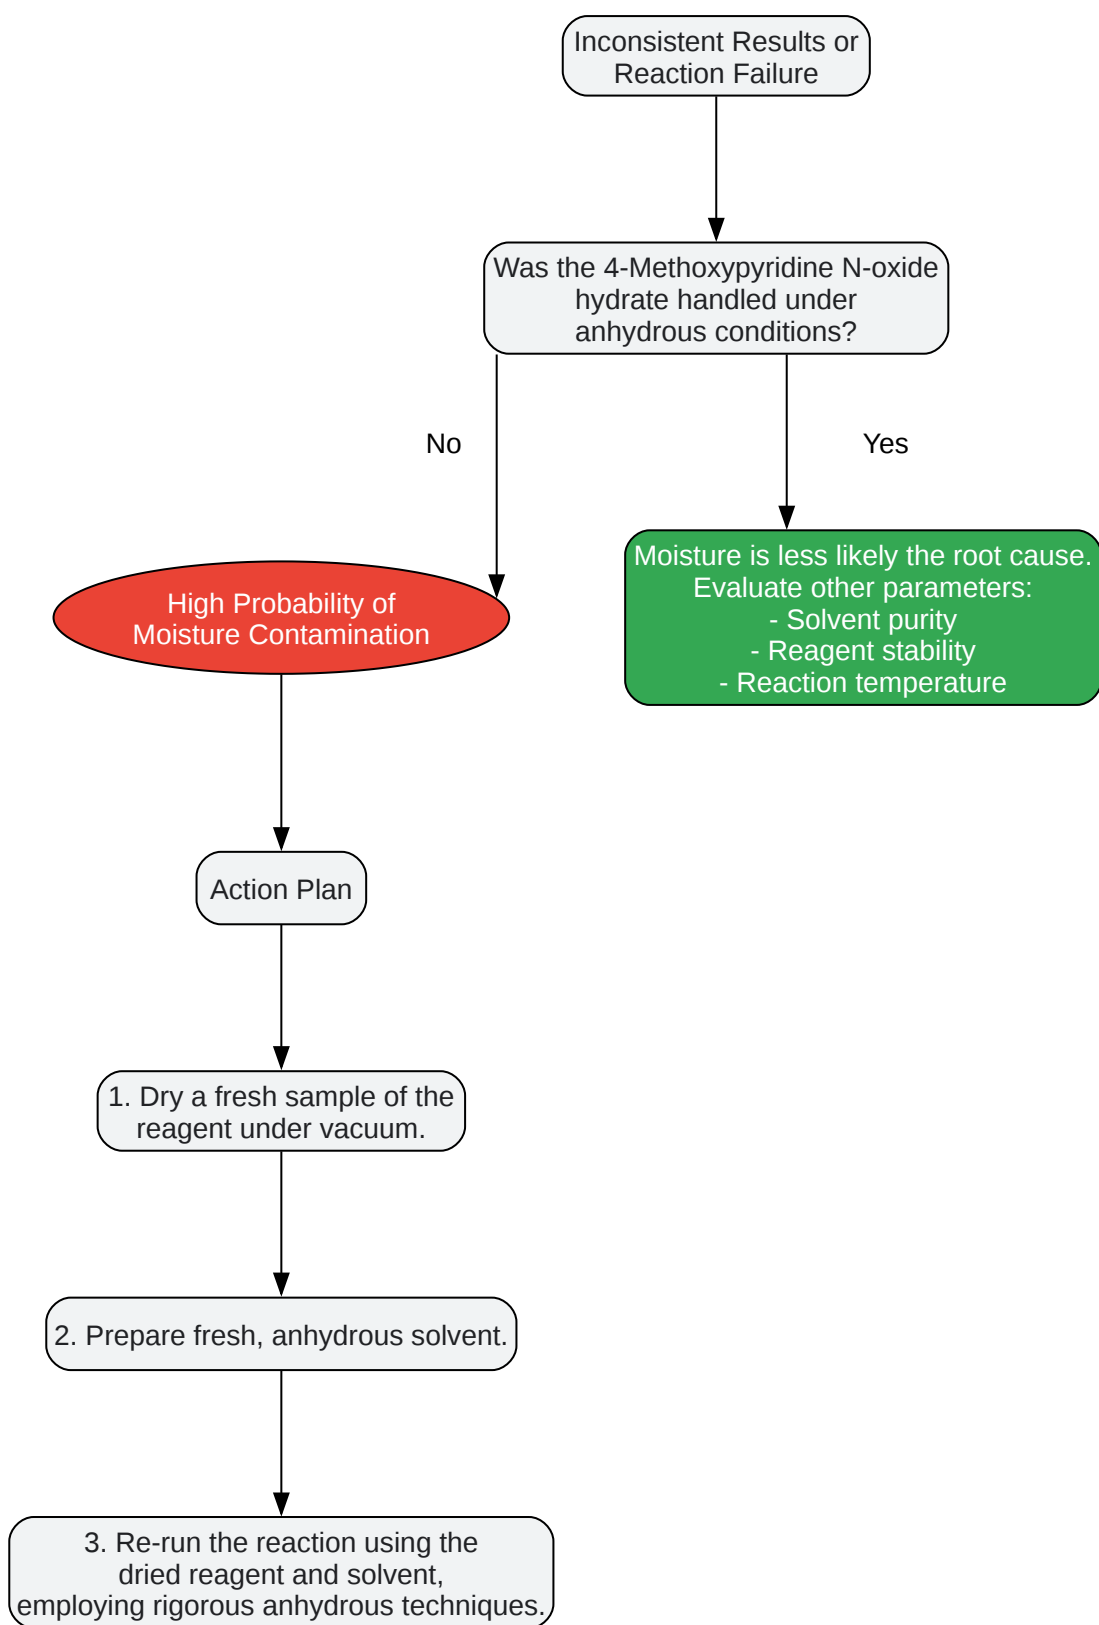 Inconsistent Results or
Reaction Failure
Was the 4-Methoxypyridine N-oxide
hydrate handled under
anhydrous conditions?
No
Yes
High Probability of
Moisture Contamination
Moisture is less likely the root cause.
Evaluate other parameters:
- Solvent purity
- Reagent stability
- Reaction temperature
Action Plan
1. Dry a fresh sample of the
reagent under vacuum.
2. Prepare fresh, anhydrous solvent.
3. Re-run the reaction using the
dried reagent and solvent,
employing rigorous anhydrous techniques.